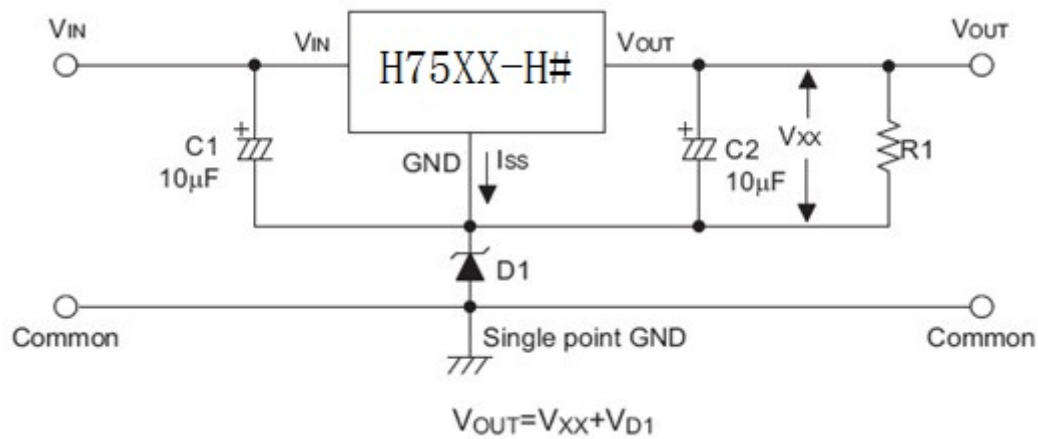 VIN
VIN
H75XX-H#
VOUT
VOUT
C1
10μF
GND
ISS
C2
10μF
VXX
R1
D1
Common
Single point GND
Common
VOUT=VXX+VD1